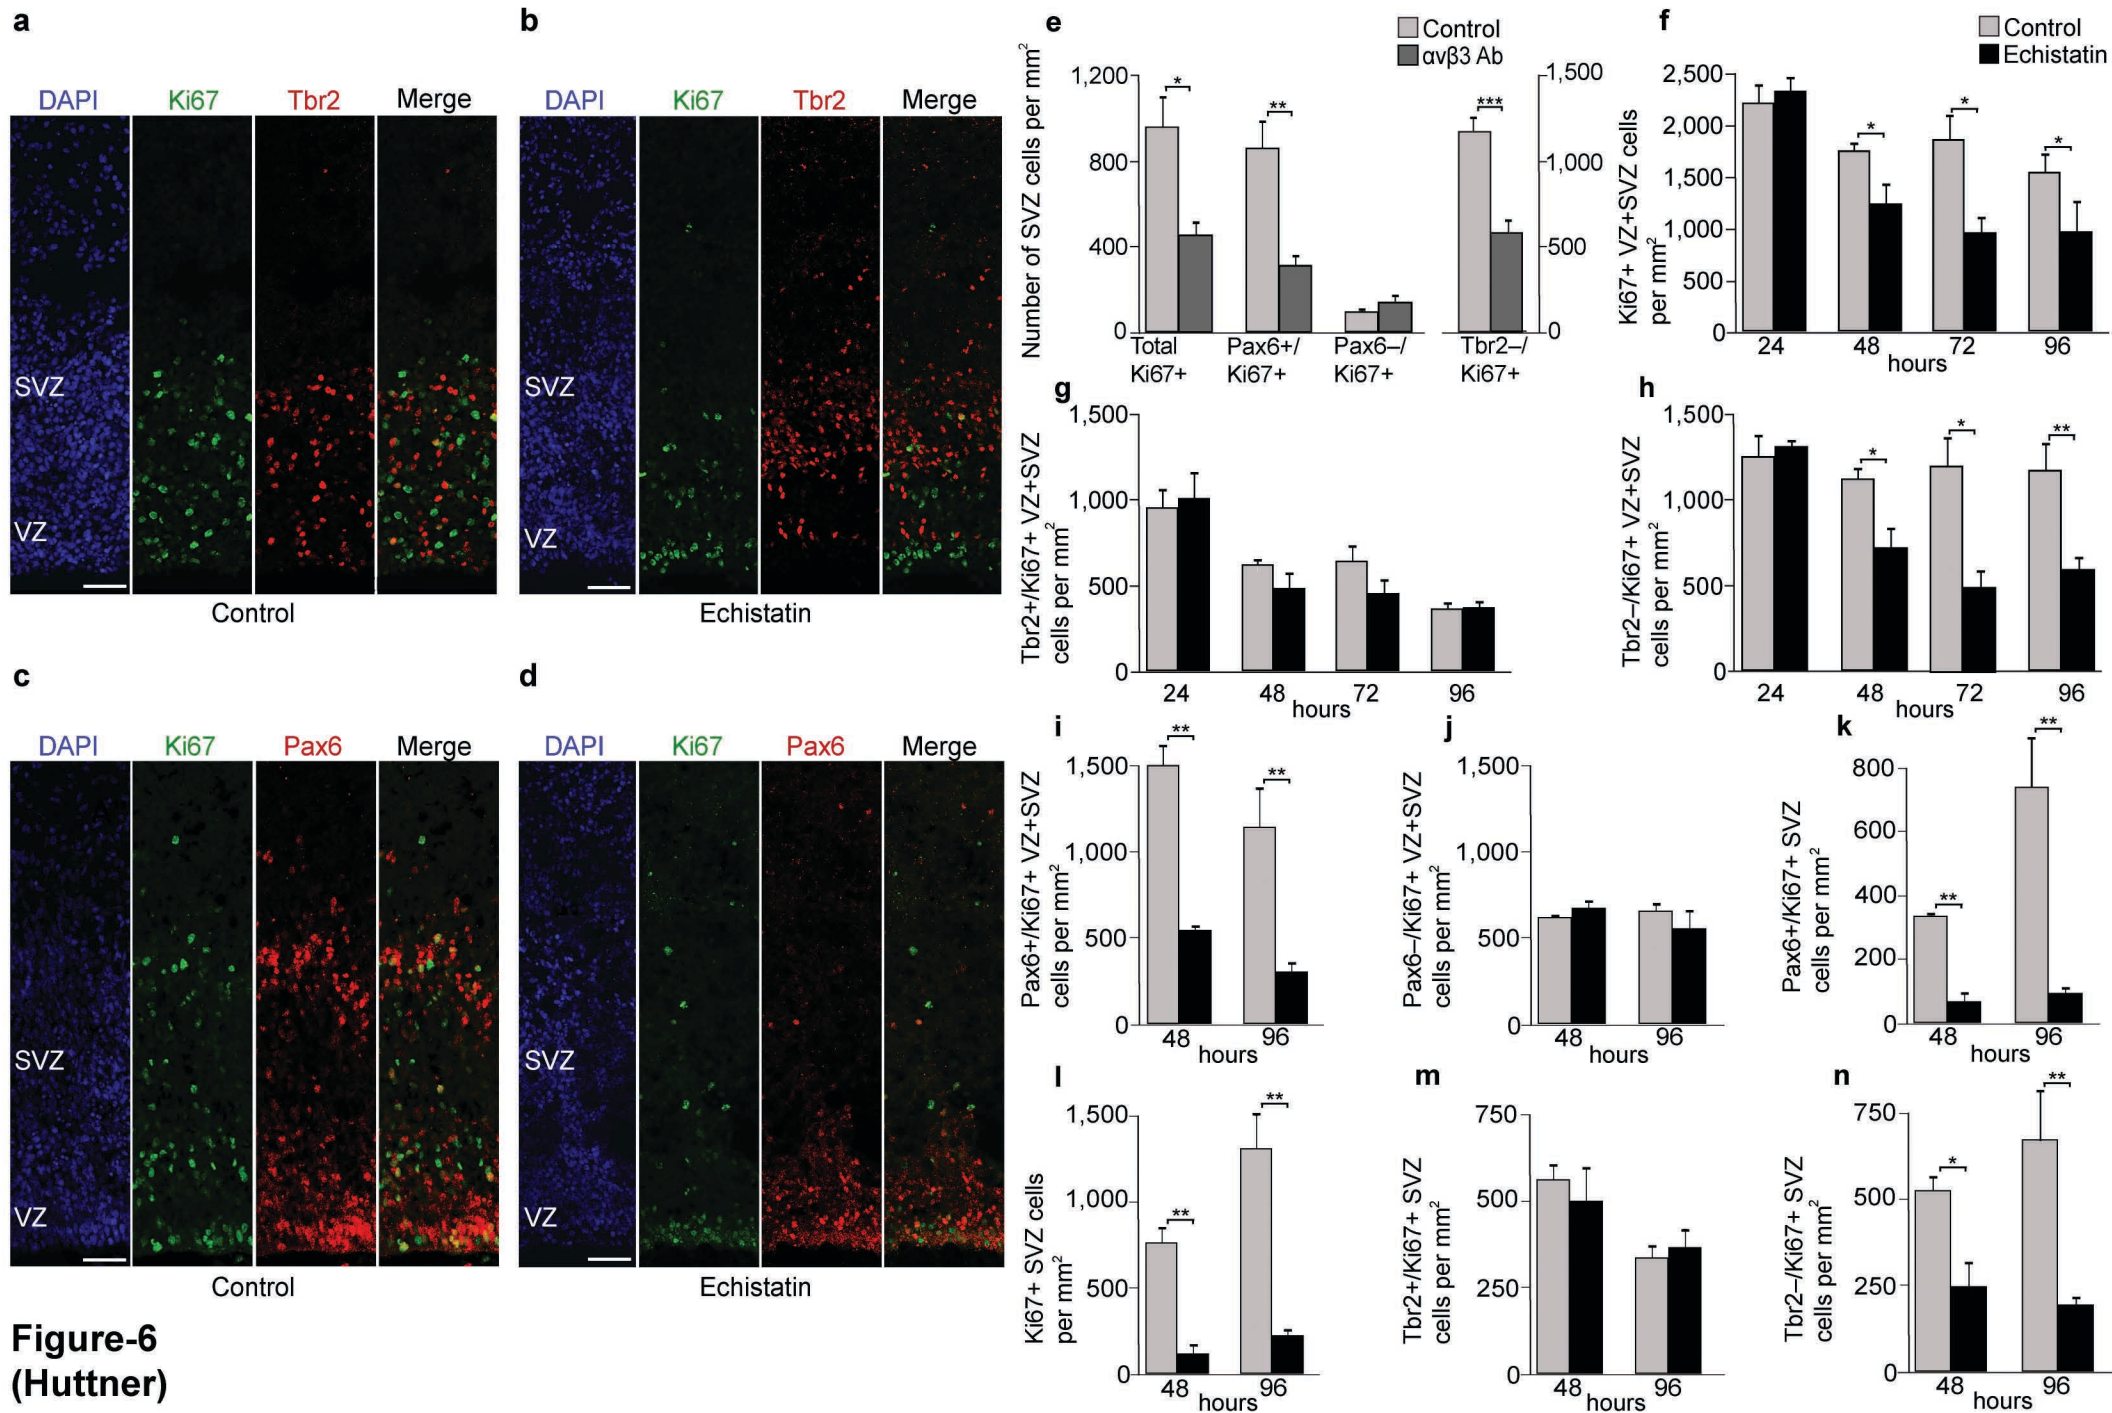 a
DAPI Ki67 Tbr2 Merge
SVZ
VZ
Control
b
DAPI Ki67 Tbr2 Merge
SVZ
VZ
Echistatin
c
DAPI Ki67 Pax6 Merge
SVZ
VZ
Control
d
DAPI Ki67 Pax6 Merge
SVZ
VZ
Echistatin
e
Control
αvβ3 Ab
Number of SVZ cells per mm²
1,200
800
400
0
* ** ***
1,500
1,000
500
0
Total Pax6+/ Pax6–/ Tbr2–/
Ki67+ Ki67+ Ki67+ Ki67+
f
Control
Echistatin
Ki67+ VZ+SVZ cells
per mm²
2,500
2,000
1,500
1,000
500
0
* * *
24 48 72 96
hours
g
Tbr2+/Ki67+ VZ+SVZ
cells per mm²
1,500
1,000
500
0
24 48 72 96
hours
h
Tbr2–/Ki67+ VZ+SVZ
cells per mm²
1,500
1,000
500
0
* * **
24 48 72 96
hours
i
Pax6+/Ki67+ VZ+SVZ
cells per mm²
1,500
1,000
500
0
** **
48 96
hours
j
Pax6–/Ki67+ VZ+SVZ
cells per mm²
1,500
1,000
500
0
48 96
hours
k
Pax6+/Ki67+ SVZ
cells per mm²
800
600
400
200
0
** **
48 96
hours
l
Ki67+ SVZ cells
per mm²
1,500
1,000
500
0
** **
48 96
hours
m
Tbr2+/Ki67+ SVZ
cells per mm²
750
500
250
0
48 96
hours
n
Tbr2–/Ki67+ SVZ
cells per mm²
750
500
250
0
* **
48 96
hours
Figure-6
(Huttner)